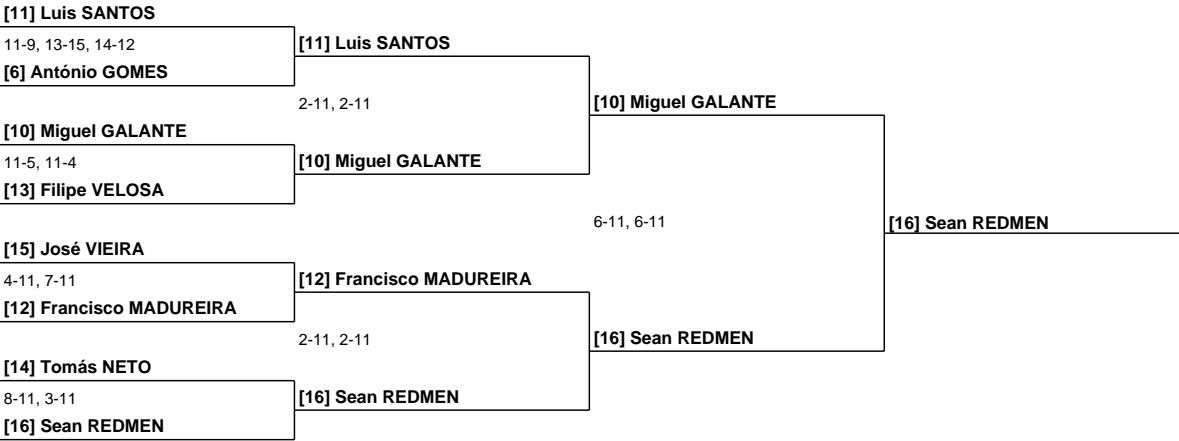 [11] Luis SANTOS
11-9, 13-15, 14-12
[11] Luis SANTOS
[6] António GOMES
2-11, 2-11
[10] Miguel GALANTE
[10] Miguel GALANTE
11-5, 11-4
[10] Miguel GALANTE
[13] Filipe VELOSA
6-11, 6-11
[16] Sean REDMEN
[15] José VIEIRA
4-11, 7-11
[12] Francisco MADUREIRA
[12] Francisco MADUREIRA
2-11, 2-11
[16] Sean REDMEN
[14] Tomás NETO
8-11, 3-11
[16] Sean REDMEN
[16] Sean REDMEN